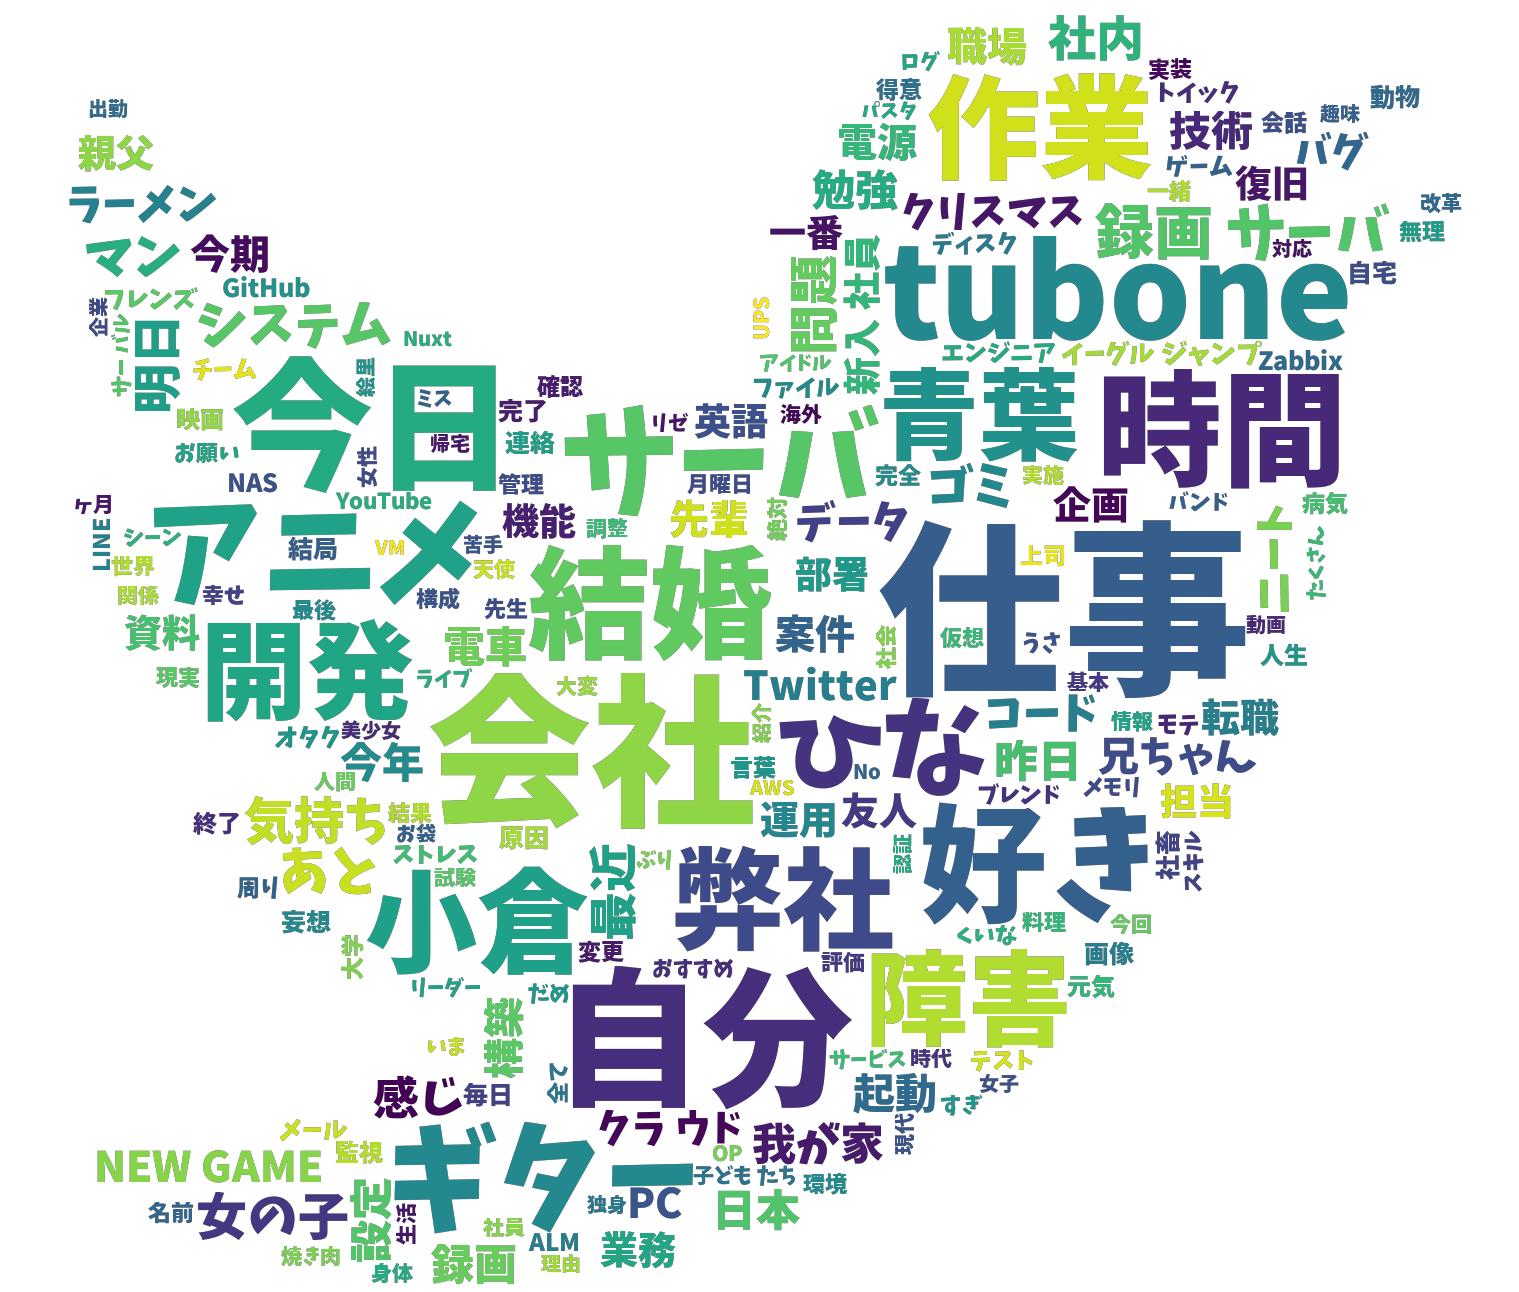 職場
社内
ログ
実装
得意
作業
トイック
動物
出勤
パスタ
趣味
会話
技術
電源
親父
バグ
ゲーム
復旧
勉強
一緒
ラーメン
クリスマス
改革
録画
サーバ
無理
一番
ディスク
対応
マン
今期
社員
tubone
自宅
問題
GitHub
フレンズ
企業
UPS
システム
サーバル
明日
Nuxt
新入
エンジニア
イーグル
ジャンプ
Zabbix
アイドル
チーム
絵里
今日
ミス
確認
ファイル
青葉
時間
映画
完了
サーバ
リゼ
英語
海外
帰宅
連絡
お願い
女性
NAS
管理
月曜日
完全
ゴミ
実施
企画
バンド
病気
ヶ月
YouTube
アニメ
機能
調整
先輩
絶対
データ
仕事
ニート
たくさん
LINE
シーン
結局
VM
苦手
結婚
上司
世界
天使
部署
関係
幸せ
最後
構成
先生
資料
開発
電車
案件
社会
仮想
うさ
動画
人生
現実
ライブ
大変
Twitter
基本
会社
紹介
ひな
コード
情報
モテ
転職
オタク
美少女
今年
言葉
No
昨日
兄ちゃん
人間
AWS
ブレンド
メモリ
担当
終了
気持ち
結果
お袋
原因
運用
友人
好き
あと
ストレス
最近
ぶり
弊社
認証
社畜
スキル
周り
試験
小倉
妄想
料理
今回
くいな
大学
変更
おすすめ
評価
障害
画像
リーダー
だめ
自分
元気
構築
いま
サービス
時代
テスト
全て
感じ
毎日
起動
女子
すぎ
メール
監視
ギター
クラウド
我が家
現代
OP
NEW GAME
子ども
たち
環境
名前
女の子
設定
生活
独身
PC
日本
社員
焼き肉
ALM
業務
身体
録画
理由